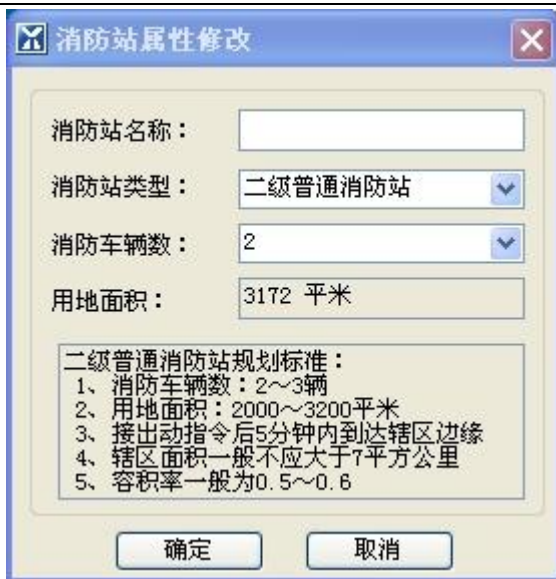 消防站属性修改
消防站名称：
消防站类型： 二级普通消防站
消防车辆数： 2
用地面积： 3172 平米
二级普通消防站规划标准：
1、消防车辆数：2～3辆
2、用地面积：2000～3200平米
3、接出动指令后5分钟内到达辖区边缘
4、辖区面积一般不应大于7平方公里
5、容积率一般为0.5～0.6
确定 取消